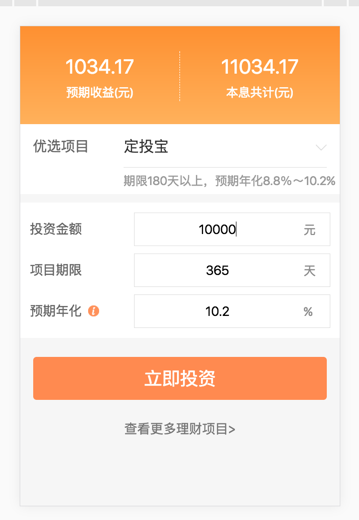 1034.17 11034.17
预期收益(元) 本息共计(元)
优选项目 定投宝
期限180天以上，预期年化8.8%～10.2%
投资金额 10000 元
项目期限 365 天
预期年化 i 10.2 %
立即投资
查看更多理财项目>